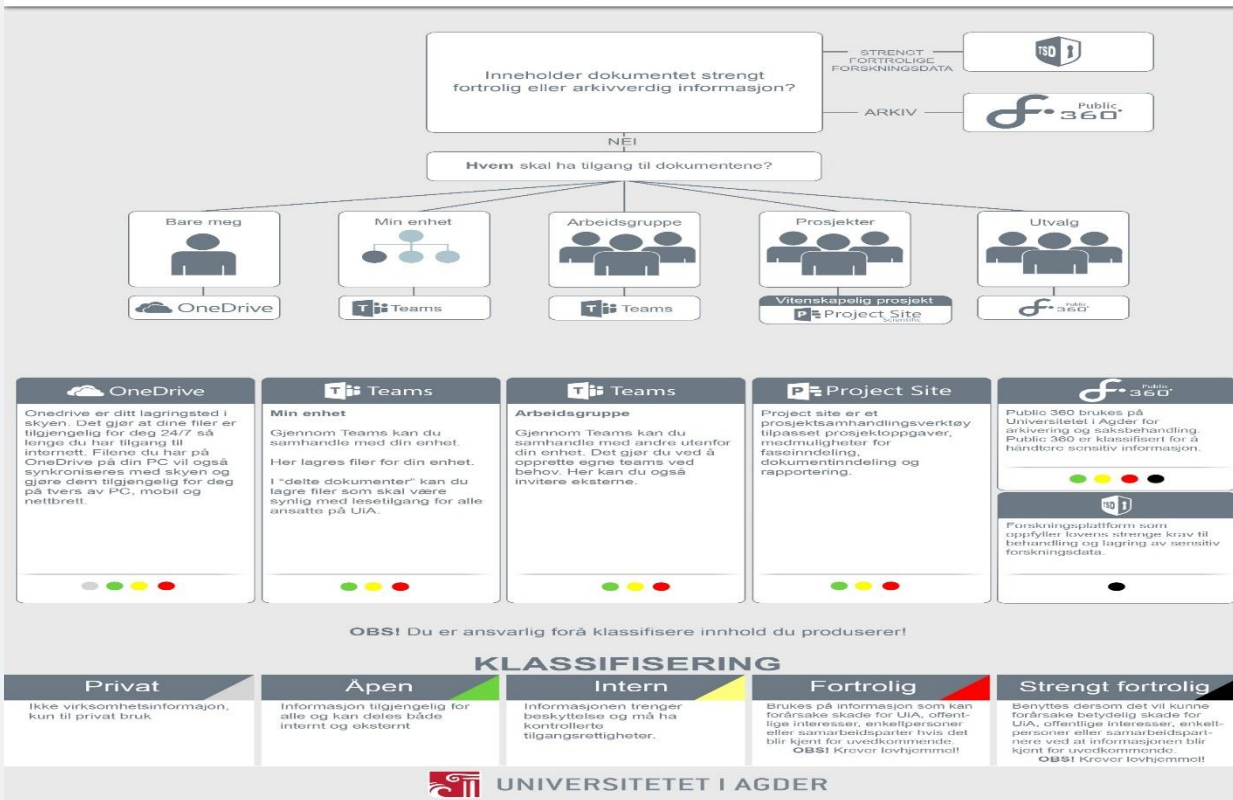 Inneholder dokumentet strengt
fortrolig eller arkivverdig informasjon?
STRENGT
FORTROLIGE
FORSKNINGSDATA
TSD
ARKIV
Public
360°
NEI
Hvem skal ha tilgang til dokumentene?
Bare meg
Min enhet
Arbeidsgruppe
Prosjekter
Utvalg
OneDrive
Teams
Teams
Vitenskapelig prosjekt
Project Site
Scientific
Public
360°
OneDrive
Onedrive er ditt lagringsted i
skyen. Det gjør at dine filer er
tilgjengelig for deg 24/7 så
lenge du har tilgang til
internett. Filene du har på
OneDrive på din PC vil også
synkroniseres med skyen og
gjøre dem tilgjengelig for deg
på tvers av PC, mobil og
nettbrett.
Teams
Min enhet
Gjennom Teams kan du
samhandle med din enhet.
Her lagres filer for din enhet.
I "delte dokumenter" kan du
lagre filer som skal være
synlig med lesetilgang for alle
ansatte på UiA.
Teams
Arbeidsgruppe
Gjennom Teams kan du
samhandle med andre utenfor
din enhet. Det gjør du ved å
opprette egne teams ved
behov. Her kan du også
invitere eksterne.
Project Site
Project site er et
prosjektsamhandlingsverktøy
tilpasset prosjektoppgaver,
medmuligheter for
faseinndeling,
dokumentinndeling og
rapportering.
Public
360°
Public 360 brukes på
Universitetet i Agder for
arkivering og saksbehandling.
Public 360 er klassifisert for å
håndtere sensitiv informasjon.
TSD
Forskningsplattform som
oppfyller lovens strenge krav til
behandling og lagring av sensitiv
forskningsdata.
OBS! Du er ansvarlig forå klassifisere innhold du produserer!
KLASSIFISERING
Privat
Ikke virksomhetsinformajon,
kun til privat bruk
Åpen
Informasjon tilgjengelig for
alle og kan deles både
internt og eksternt
Intern
Informasjonen trenger
beskyttelse og må ha
kontrollerte
tilgangsrettigheter.
Fortrolig
Brukes på informasjon som kan
forårsake skade for UiA, offent-
lige interesser, enkeltpersoner
eller samarbeidsparter hvis det
blir kjent for uvedkommende.
OBS! Krever lovhjemmel!
Strengt fortrolig
Benyttes dersom det vil kunne
forårsake betydelig skade for
UiA, offentlige interesser, enkelt-
personer eller samarbeidspart-
nere ved at informasjonen blir
kjent for uvedkommende.
OBS! Krever lovhjemmel!
UNIVERSITETET I AGDER